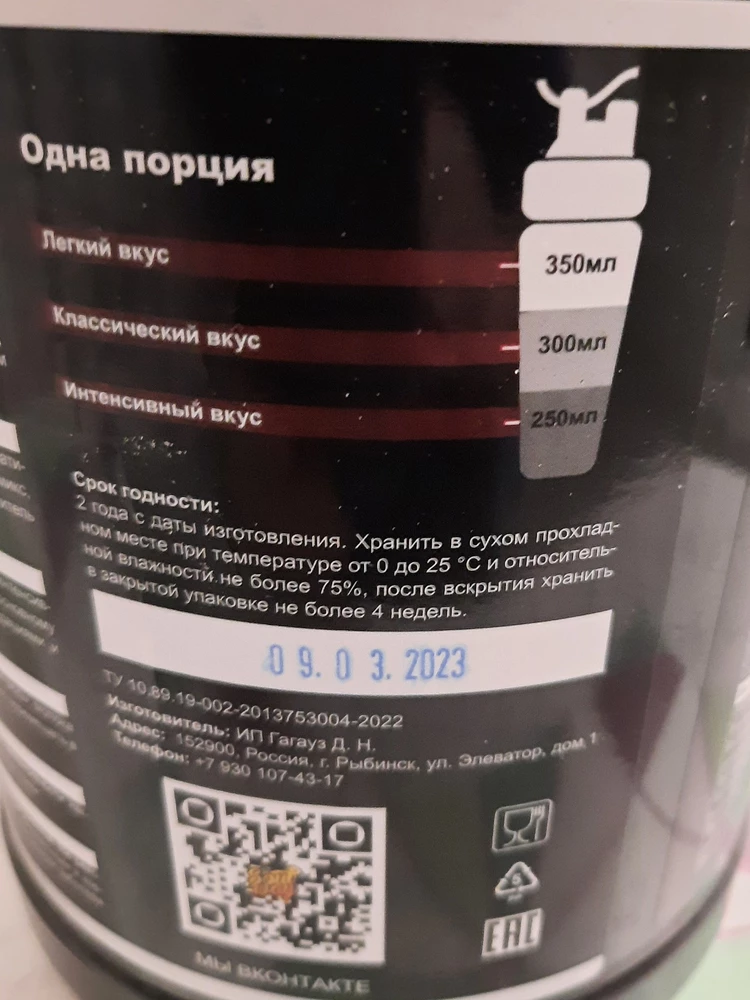 Одна порция
Легкий вкус
350мл
Классический вкус
300мл
Интенсивный вкус
250мл
Срок годности:
2 года с даты изготовления. Хранить в сухом прохлад-
ном месте при температуре от 0 до 25 °С и относитель-
ной влажности не более 75%, после вскрытия хранить
в закрытой упаковке не более 4 недель.
09.03.2023
ТУ 10.89.19-002-2013753004-2022
Изготовитель: ИП Гагауз Д. Н.
Адрес: 152900, Россия, г. Рыбинск, ул. Элеватор, дом 1
Телефон: +7 930 107-43-17
5
EAC
МЫ ВКОНТАКТЕ